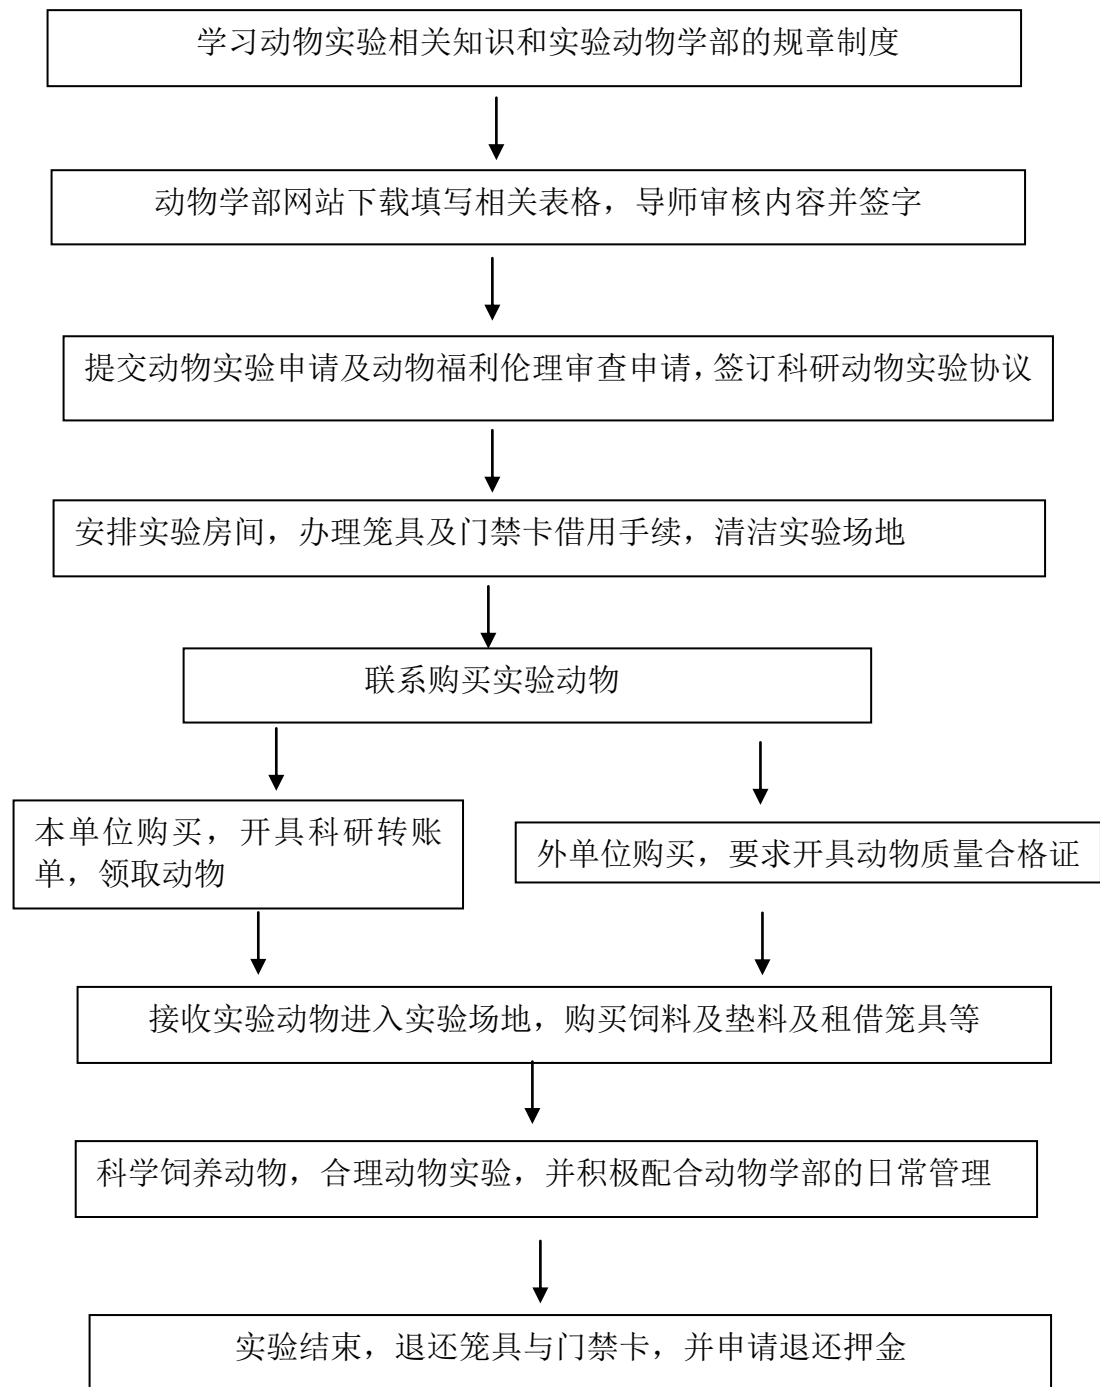 学习动物实验相关知识和实验动物学部的规章制度
动物学部网站下载填写相关表格，导师审核内容并签字
提交动物实验申请及动物福利伦理审查申请，签订科研动物实验协议
安排实验房间，办理笼具及门禁卡借用手续，清洁实验场地
联系购买实验动物
本单位购买，开具科研转账
单，领取动物
外单位购买，要求开具动物质量合格证
接收实验动物进入实验场地，购买饲料及垫料及租借笼具等
科学饲养动物，合理动物实验，并积极配合动物学部的日常管理
实验结束，退还笼具与门禁卡，并申请退还押金